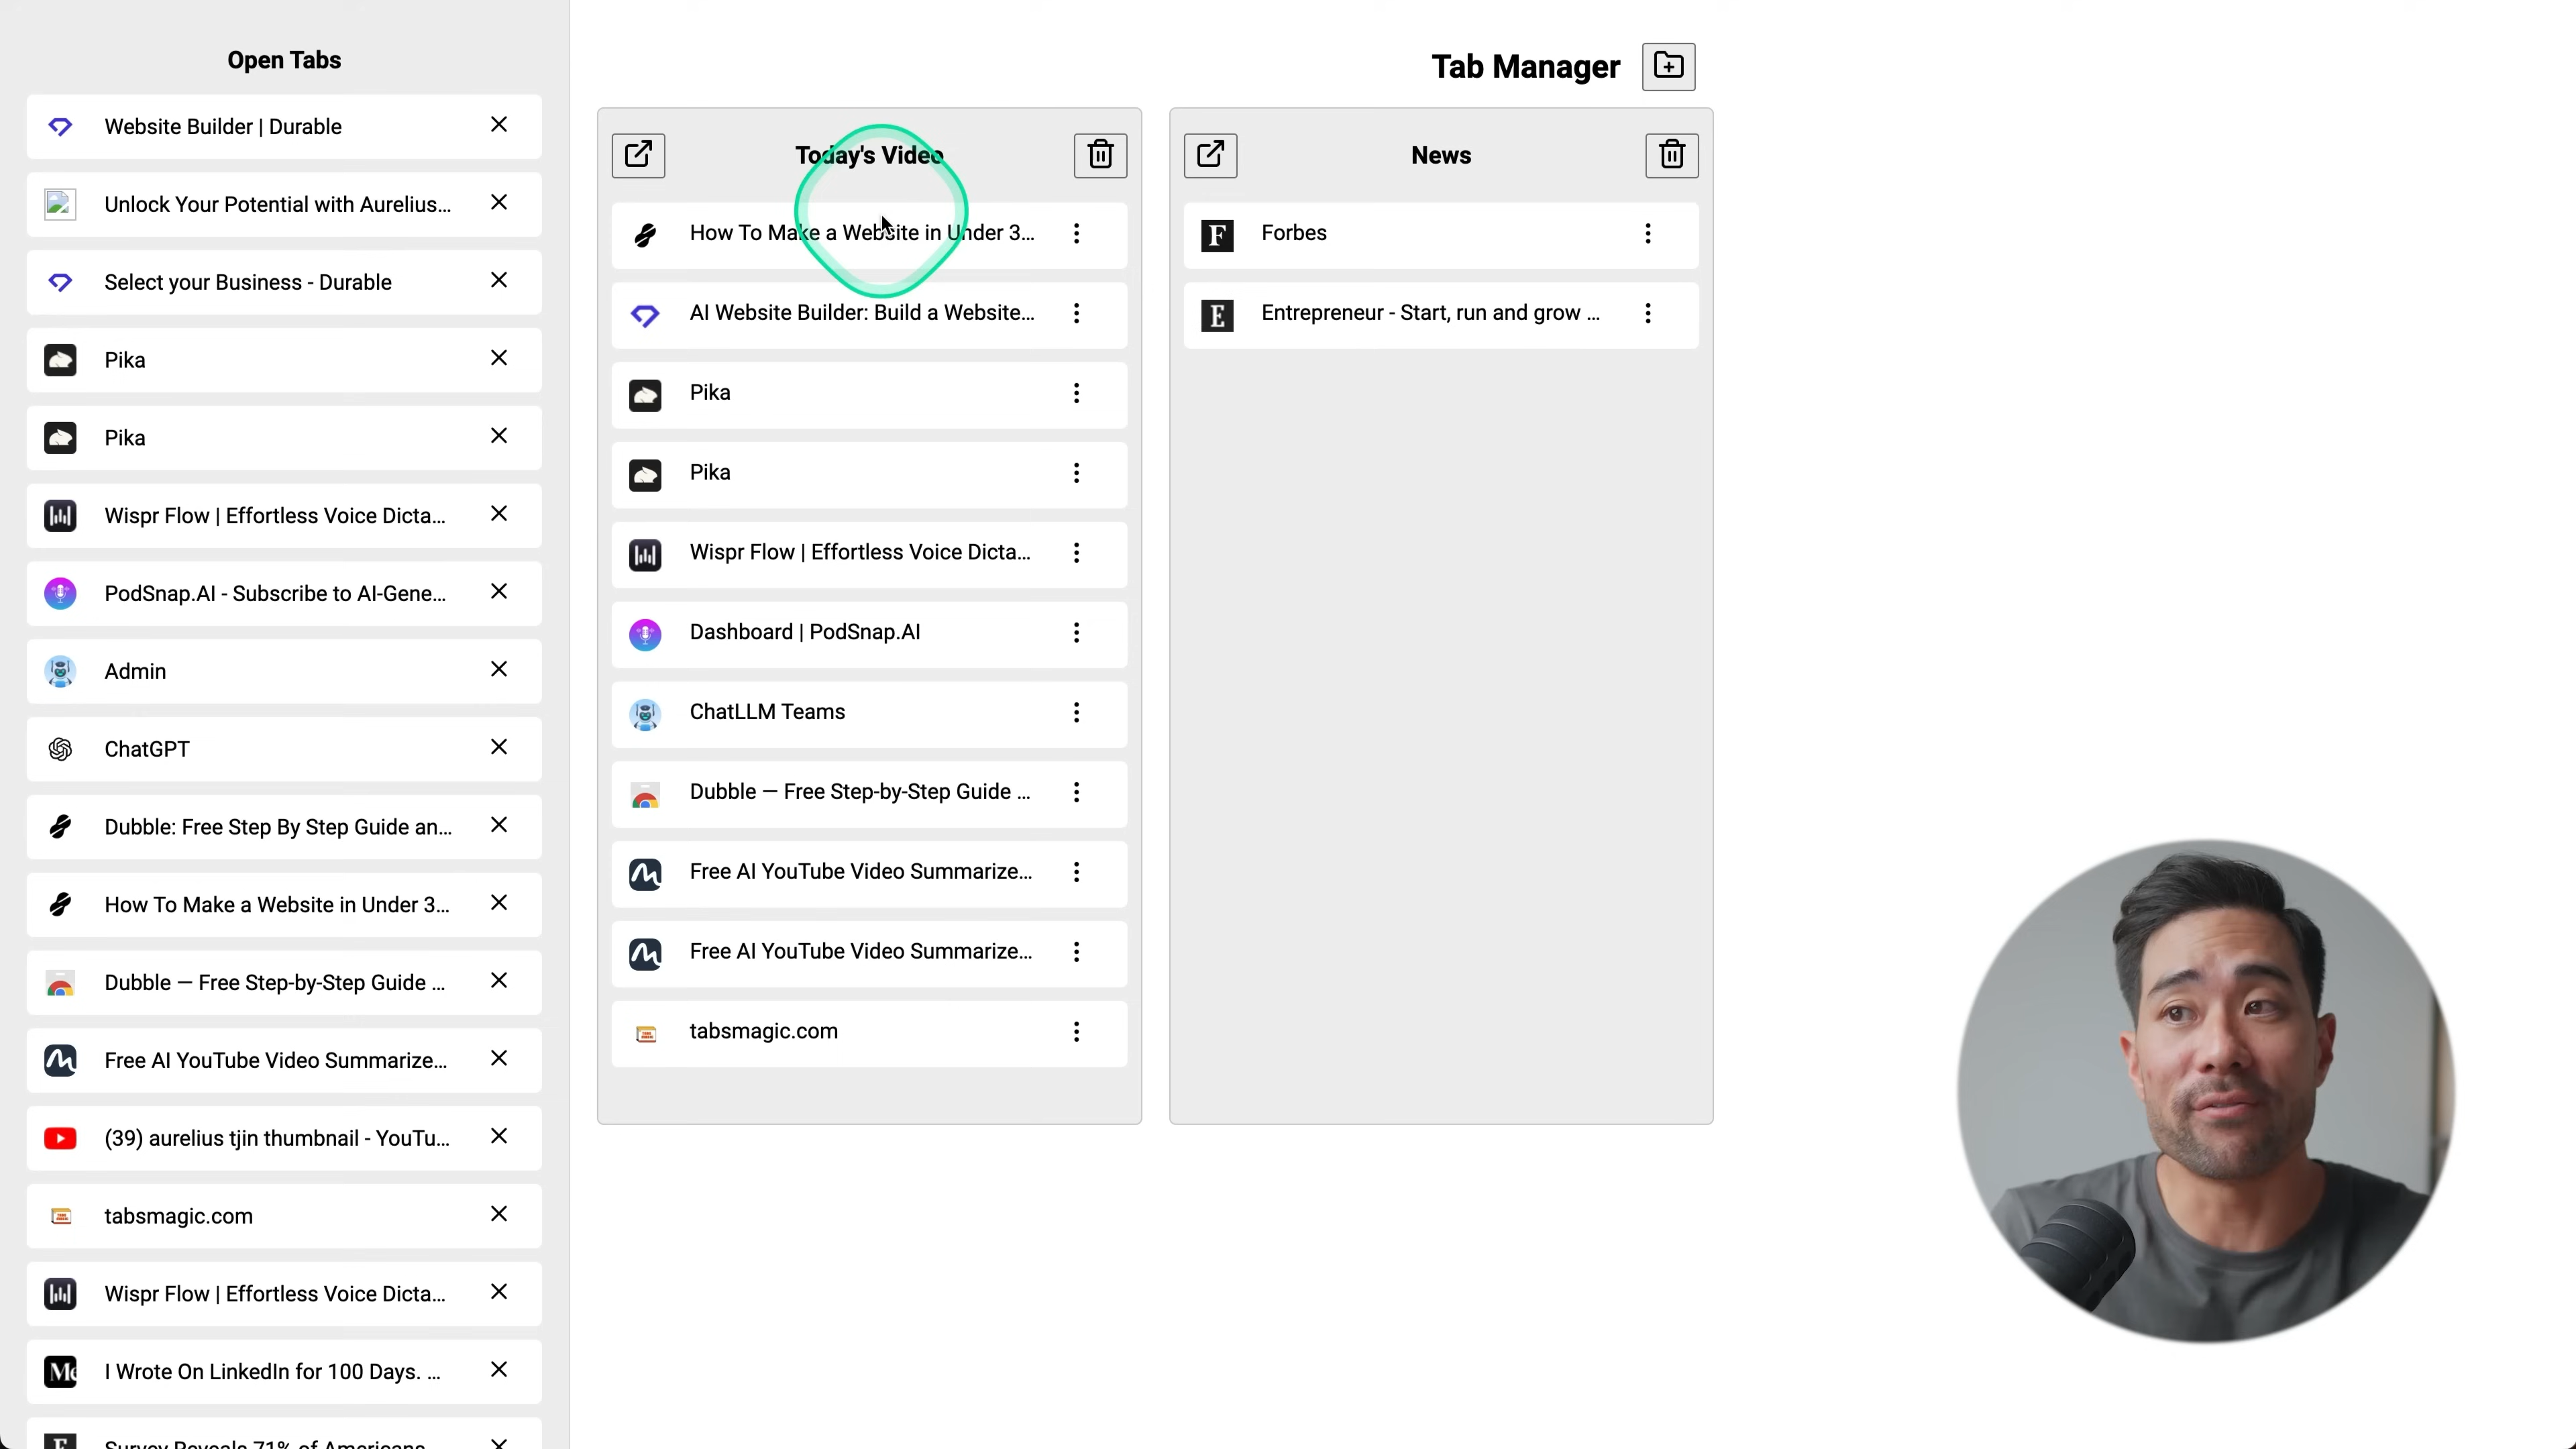 Open Tabs
Website Builder | Durable
Unlock Your Potential with Aurelius...
Select your Business - Durable
Pika
Pika
Wispr Flow | Effortless Voice Dicta...
PodSnap.AI - Subscribe to AI-Gene...
Admin
ChatGPT
Dubble: Free Step By Step Guide an...
How To Make a Website in Under 3...
Dubble — Free Step-by-Step Guide ...
Free AI YouTube Video Summarize...
(39) aurelius tjin thumbnail - YouTu...
tabsmagic.com
Wispr Flow | Effortless Voice Dicta...
I Wrote On LinkedIn for 100 Days. ...
Survey Reveals 71% of Americans
Tab Manager
Today's Video
How To Make a Website in Under 3...
AI Website Builder: Build a Website...
Pika
Pika
Wispr Flow | Effortless Voice Dicta...
Dashboard | PodSnap.AI
ChatLLM Teams
Dubble — Free Step-by-Step Guide ...
Free AI YouTube Video Summarize...
Free AI YouTube Video Summarize...
tabsmagic.com
News
F Forbes
E Entrepreneur - Start, run and grow ...